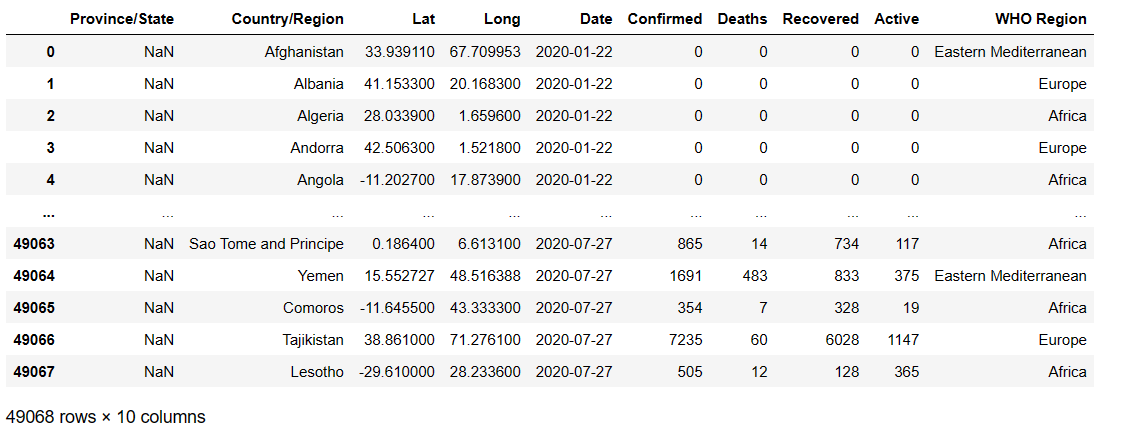 Province/State Country/Region Lat Long Date Confirmed Deaths Recovered Active WHO Region
0 NaN Afghanistan 33.939110 67.709953 2020-01-22 0 0 0 0 Eastern Mediterranean
1 NaN Albania 41.153300 20.168300 2020-01-22 0 0 0 0 Europe
2 NaN Algeria 28.033900 1.659600 2020-01-22 0 0 0 0 Africa
3 NaN Andorra 42.506300 1.521800 2020-01-22 0 0 0 0 Europe
4 NaN Angola -11.202700 17.873900 2020-01-22 0 0 0 0 Africa
... ... ... ... ... ... ... ... ... ... ...
49063 NaN Sao Tome and Principe 0.186400 6.613100 2020-07-27 865 14 734 117 Africa
49064 NaN Yemen 15.552727 48.516388 2020-07-27 1691 483 833 375 Eastern Mediterranean
49065 NaN Comoros -11.645500 43.333300 2020-07-27 354 7 328 19 Africa
49066 NaN Tajikistan 38.861000 71.276100 2020-07-27 7235 60 6028 1147 Europe
49067 NaN Lesotho -29.610000 28.233600 2020-07-27 505 12 128 365 Africa
49068 rows × 10 columns